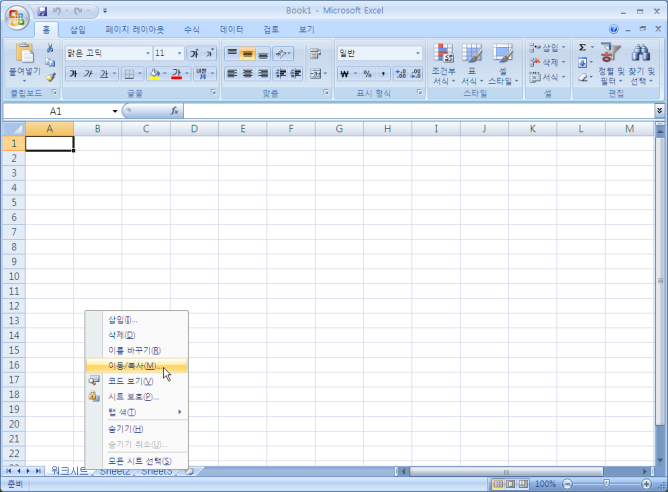 Book1 - Microsoft Excel
홈 삽입 페이지 레이아웃 수식 데이터 검토 보기
맑은 고딕 11 일반
삽입
삭제
서식
붙여넣기 조건부 서식 표 서식 셀 스타일 정렬 및 필터 찾기 및 선택
클립보드 글꼴 맞춤 표시 형식 스타일 셀 편집
A1 fx
A B C D E F G H I J K L M
1
2
3
4
5
6
7
8
9
10
11
12
13
14
15
16
17
18
19
20
21
22
삽입(I)...
삭제(D)
이름 바꾸기(R)
이동/복사(M)...
코드 보기(V)
시트 보호(P)...
탭 색(T)
숨기기(H)
숨기기 취소(U)...
모든 시트 선택(S)
워크시트 Sheet2 Sheet3
준비 100%